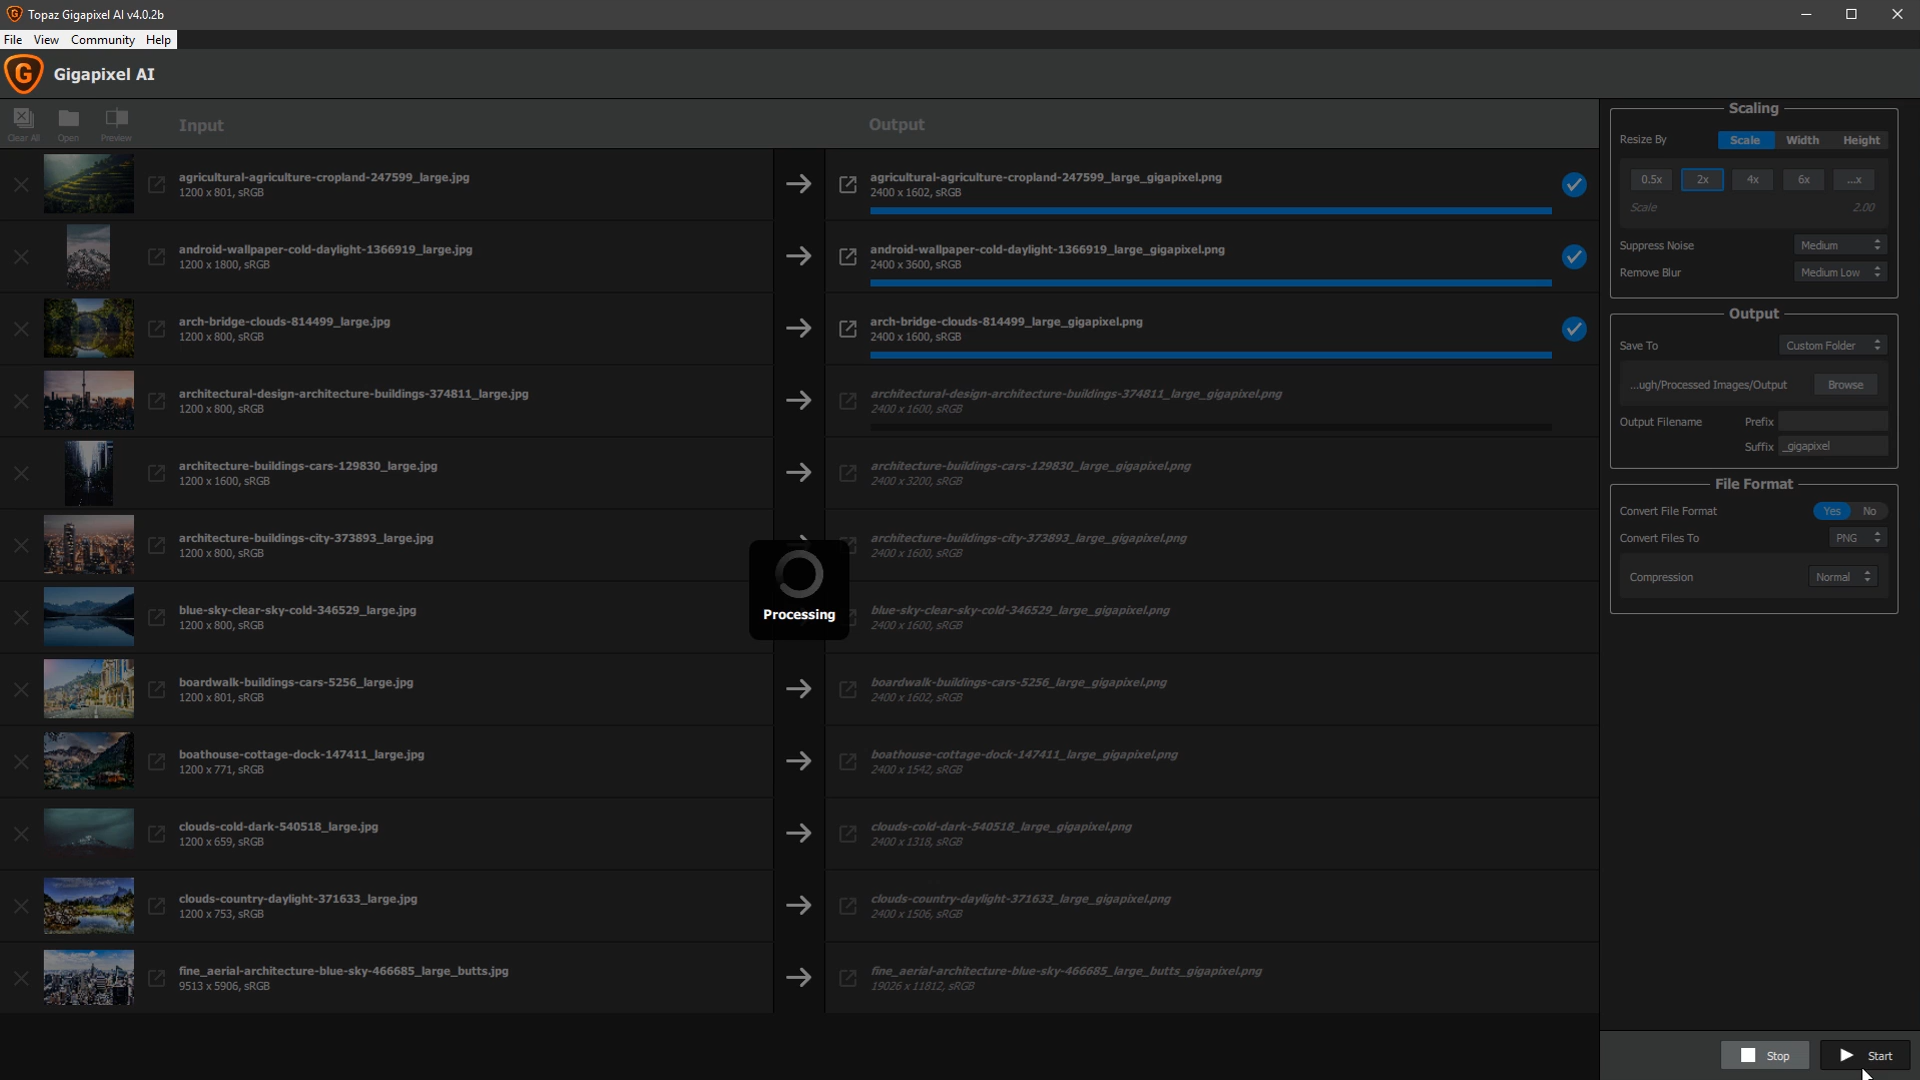 Topaz Gigapixel AI v4.0.2b
File View Community Help
Gigapixel AI
Clear All Open Preview Input Output
agricultural-agriculture-cropland-247599_large.jpg
1200 x 801, sRGB
agricultural-agriculture-cropland-247599_large_gigapixel.png
2400 x 1602, sRGB
android-wallpaper-cold-daylight-1366919_large.jpg
1200 x 1800, sRGB
android-wallpaper-cold-daylight-1366919_large_gigapixel.png
2400 x 3600, sRGB
arch-bridge-clouds-814499_large.jpg
1200 x 800, sRGB
arch-bridge-clouds-814499_large_gigapixel.png
2400 x 1600, sRGB
architectural-design-architecture-buildings-374811_large.jpg
1200 x 800, sRGB
architectural-design-architecture-buildings-374811_large_gigapixel.png
2400 x 1600, sRGB
architecture-buildings-cars-129830_large.jpg
1200 x 1600, sRGB
architecture-buildings-cars-129830_large_gigapixel.png
2400 x 3200, sRGB
architecture-buildings-city-373893_large.jpg
1200 x 800, sRGB
architecture-buildings-city-373893_large_gigapixel.png
2400 x 1600, sRGB
Processing
blue-sky-clear-sky-cold-346529_large.jpg
1200 x 800, sRGB
blue-sky-clear-sky-cold-346529_large_gigapixel.png
2400 x 1600, sRGB
boardwalk-buildings-cars-5256_large.jpg
1200 x 801, sRGB
boardwalk-buildings-cars-5256_large_gigapixel.png
2400 x 1602, sRGB
boathouse-cottage-dock-147411_large.jpg
1200 x 771, sRGB
boathouse-cottage-dock-147411_large_gigapixel.png
2400 x 1542, sRGB
clouds-cold-dark-540518_large.jpg
1200 x 659, sRGB
clouds-cold-dark-540518_large_gigapixel.png
2400 x 1318, sRGB
clouds-country-daylight-371633_large.jpg
1200 x 753, sRGB
clouds-country-daylight-371633_large_gigapixel.png
2400 x 1506, sRGB
fine_aerial-architecture-blue-sky-466685_large_butts.jpg
9513 x 5906, sRGB
fine_aerial-architecture-blue-sky-466685_large_butts_gigapixel.png
19026 x 11812, sRGB
Scaling
Resize By Scale Width Height
0.5x 2x 4x 6x ...x
Scale 2.00
Suppress Noise Medium
Remove Blur Medium Low
Output
Save To Custom Folder
...ugh/Processed Images/Output Browse
Output Filename Prefix
Suffix _gigapixel
File Format
Convert File Format Yes No
Convert Files To PNG
Compression Normal
Stop Start